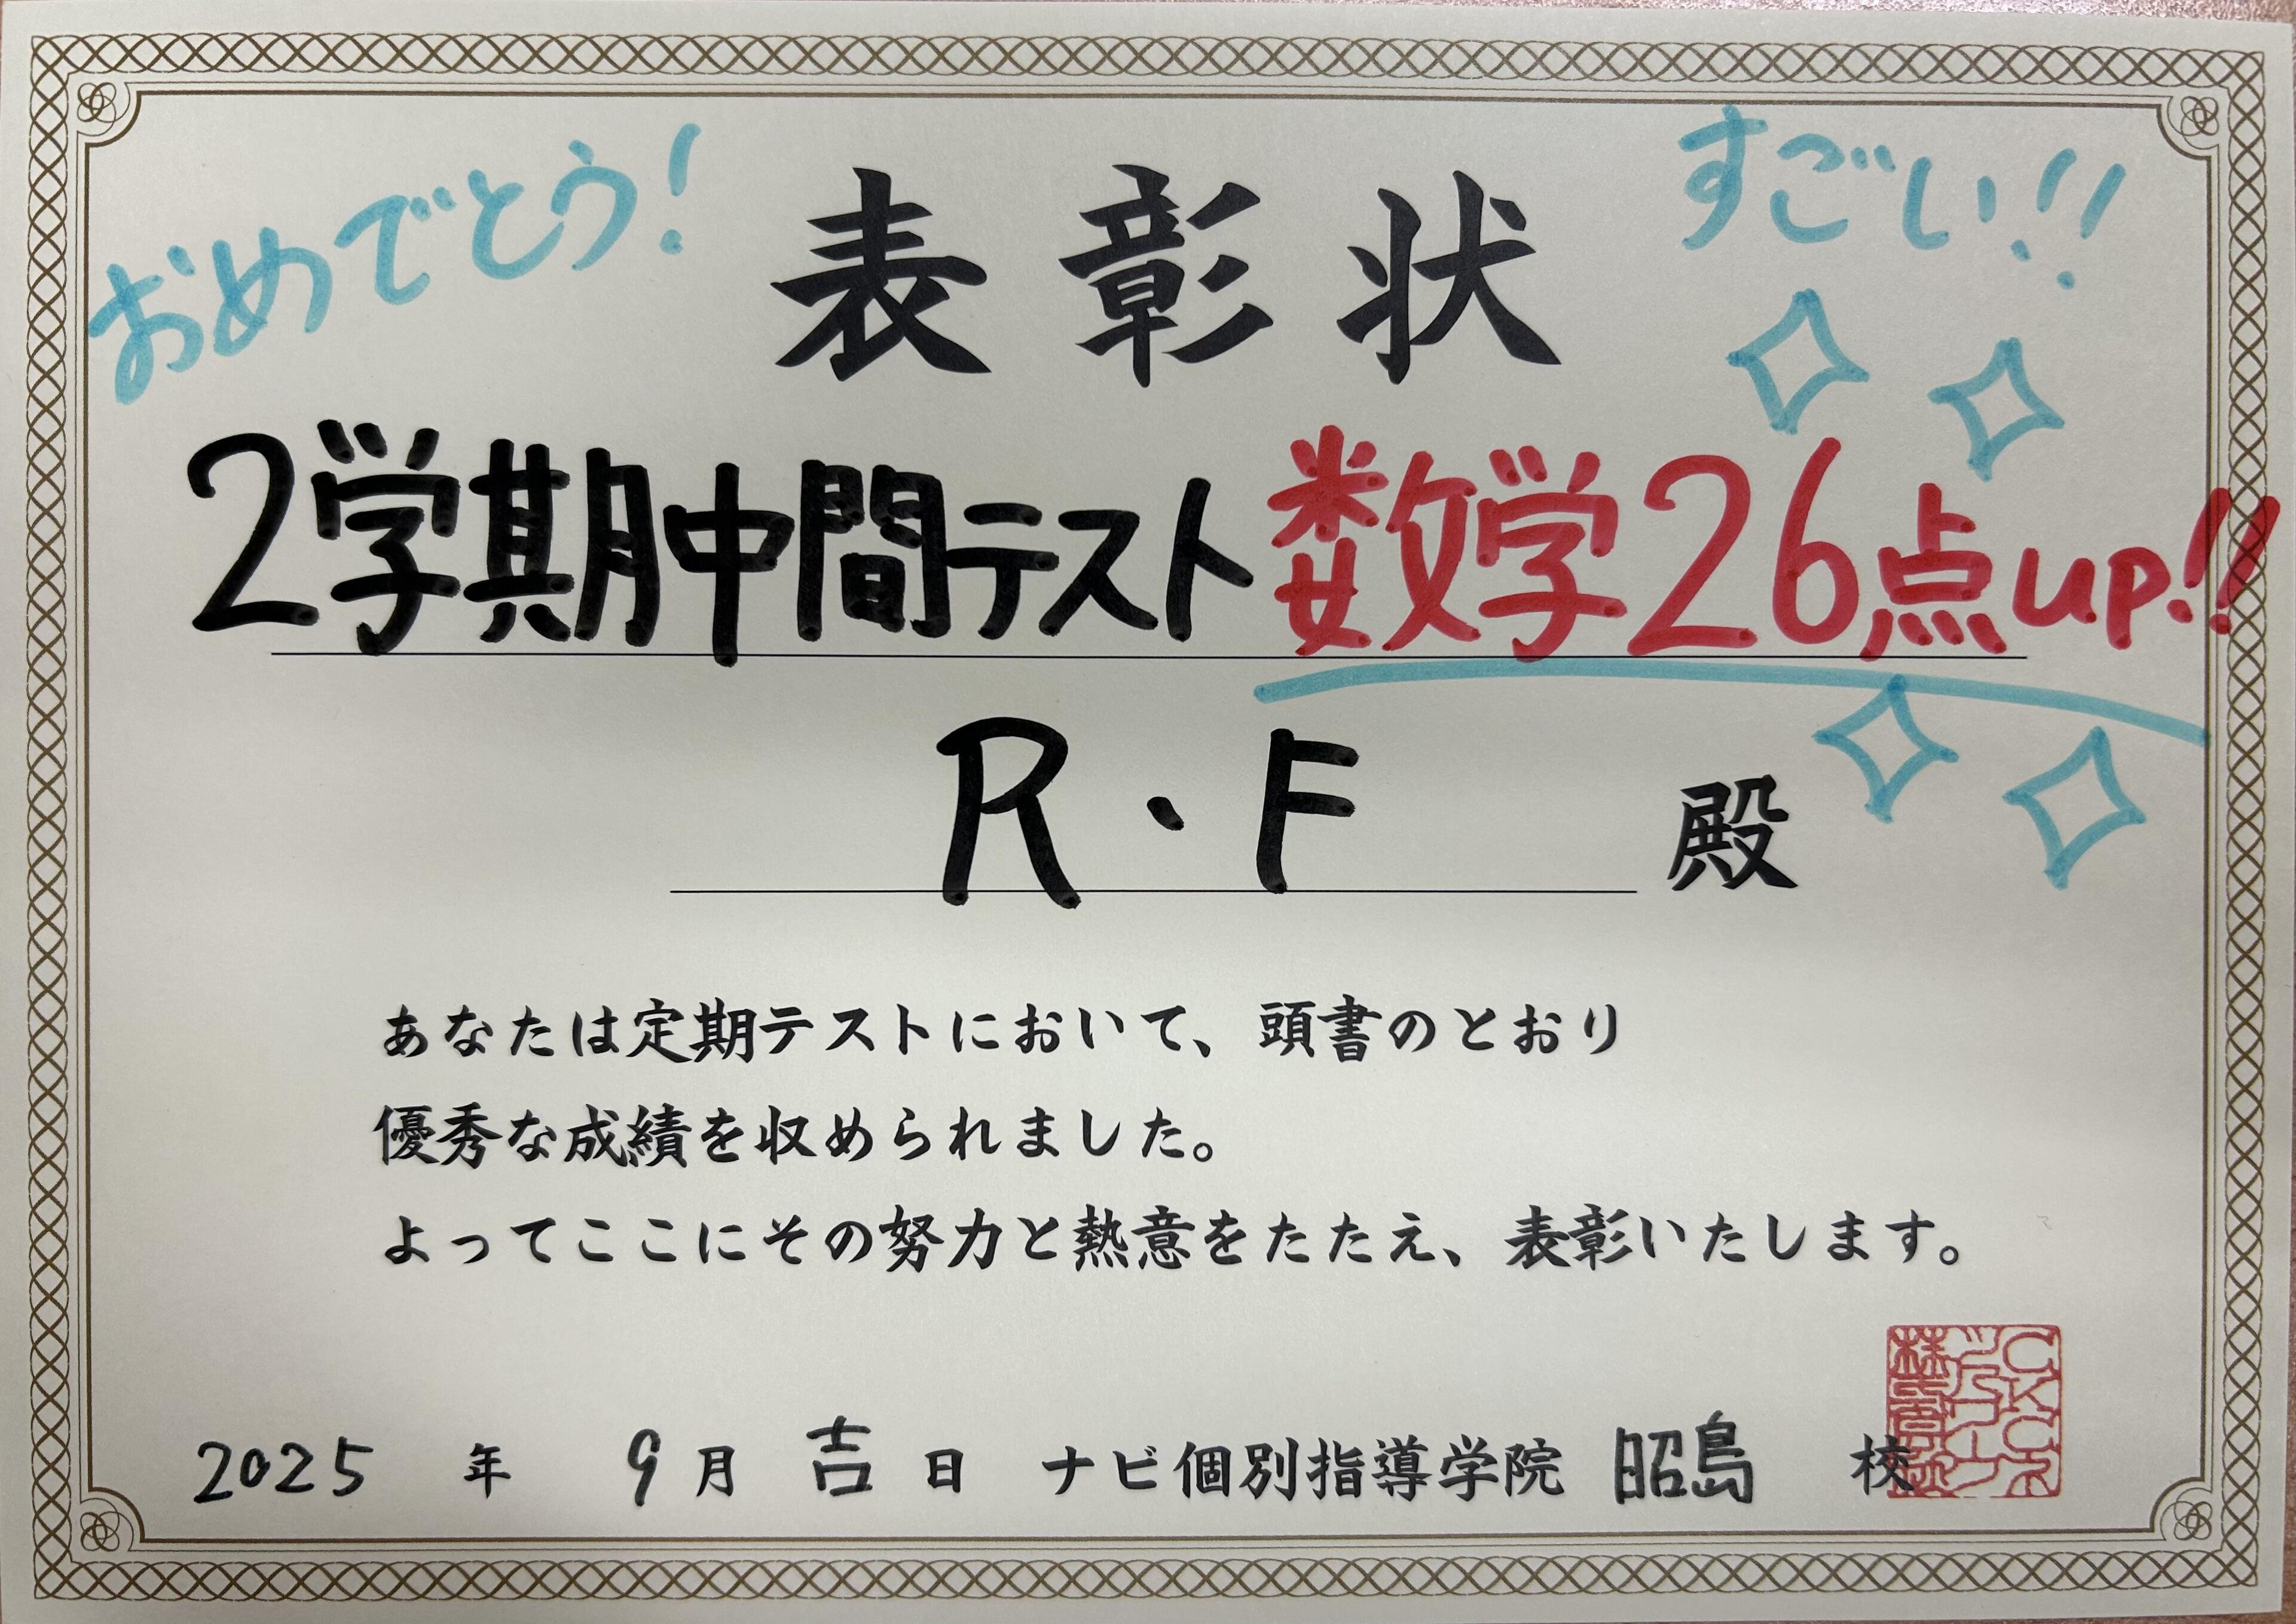 おめでとう!
表彰状
すごい!!
2学期中間テスト数学26点up!!
R・F 殿
あなたは定期テストにおいて、頭書のとおり
優秀な成績を収められました。
よってここにその努力と熱意をたたえ、表彰いたします。
2025 年 9月 吉日 ナビ個別指導学院 昭島 校